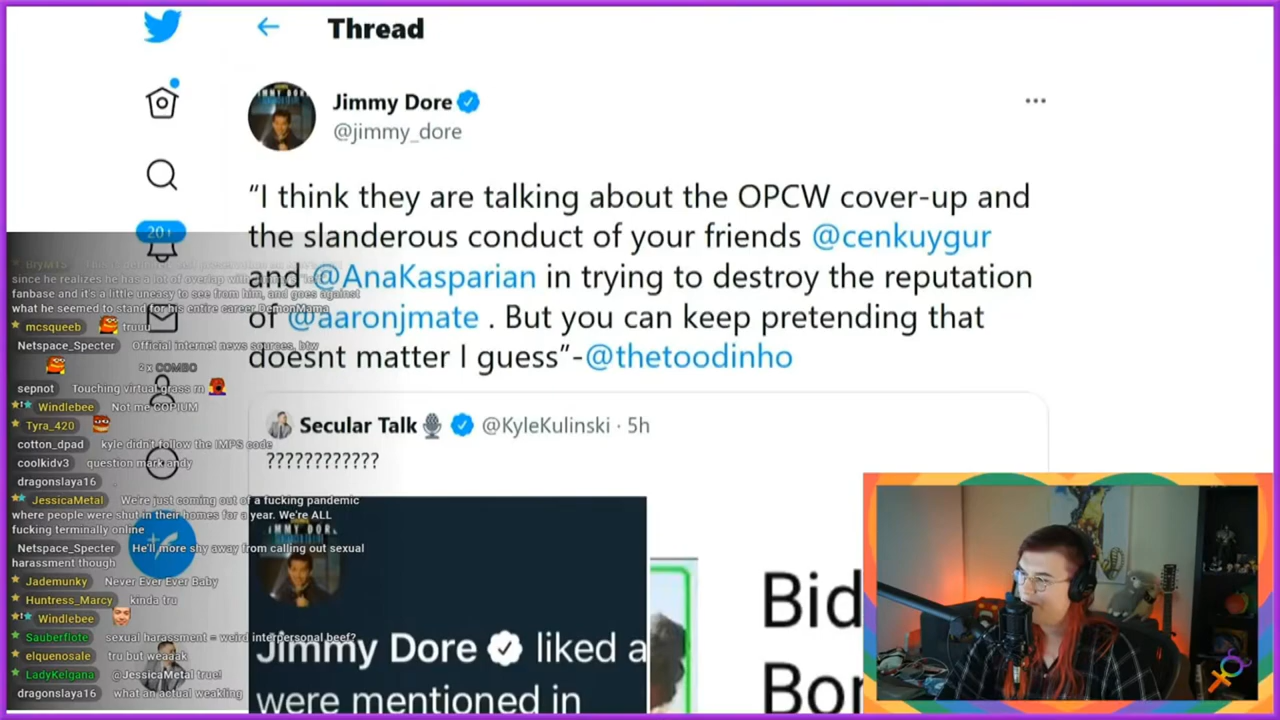 Thread
Jimmy Dore
@jimmy_dore
“I think they are talking about the OPCW cover-up and
the slanderous conduct of your friends @cenkuygur
and @AnaKasparian in trying to destroy the reputation
of @aaronjmate . But you can keep pretending that
doesnt matter I guess”-@thetoodinho
Secular Talk @KyleKulinski · 5h
????????????
JIMMY DOR
Jimmy Dore liked a
were mentioned in
Bid
Bor
20+
since he realizes he has a lot of overlap with
fanbase and it's a little uneasy to see from him, and goes against
what he seemed to stand for his entire career DemonMama
mcsqueeb truuu
Netspace_Specter Official internet news sources, btw
2 x COMBO
sepnot Touching virtual grass rn
Windlebee Not me COPIUM
Tyra_420
cotton_dpad kyle didn't follow the IMPS code
coolkidv3 question mark andy
dragonslaya16 .
JessicaMetal We're just coming out of a fucking pandemic
where people were shut in their homes for a year. We're ALL
fucking terminally online
Netspace_Specter He'll more shy away from calling out sexual
harassment though
Jademunky Never Ever Ever Baby
Huntress_Marcy kinda tru
Windlebee
Sauberflote sexual harassment = weird interpersonal beef?
elquenosale tru but weaaak
LadyKelgana @JessicaMetal true!
dragonslaya16 what an actual weakling